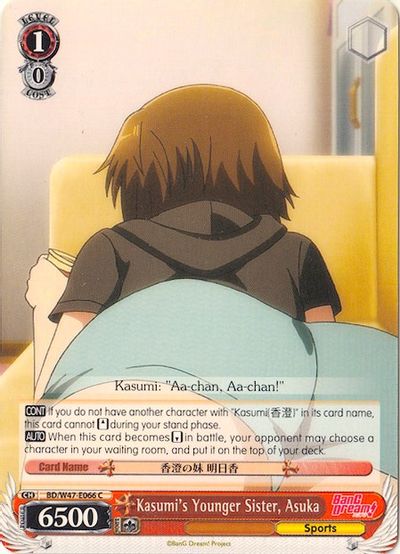 LEVEL
1
0
COST
Kasumi: "Aa-chan, Aa-chan!"
CONT If you do not have another character with "Kasumi(香澄)" in its card name,
this card cannot [ ] during your stand phase.
AUTO When this card becomes [ ] in battle, your opponent may choose a
character in your waiting room, and put it on the top of your deck.
Card Name 香澄の妹 明日香
CH BD/W47-E066 C
Kasumi's Younger Sister, Asuka
BanG Dream!
POWER 6500
Sports
©BanG Dream! Project